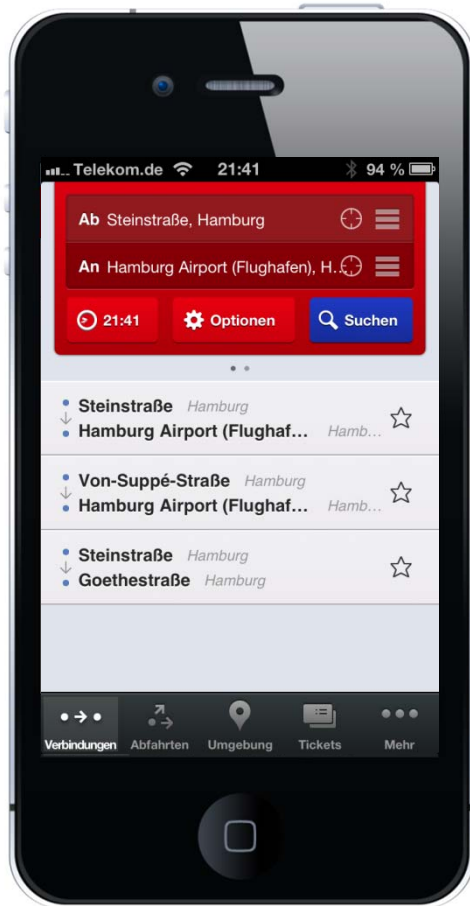 Telekom.de 21:41 94 %
Ab Steinstraße, Hamburg
An Hamburg Airport (Flughafen), H...
21:41 Optionen Suchen
Steinstraße Hamburg
Hamburg Airport (Flughaf... Hamb...
Von-Suppé-Straße Hamburg
Hamburg Airport (Flughaf... Hamb...
Steinstraße Hamburg
Goethestraße Hamburg
Verbindungen Abfahrten Umgebung Tickets Mehr